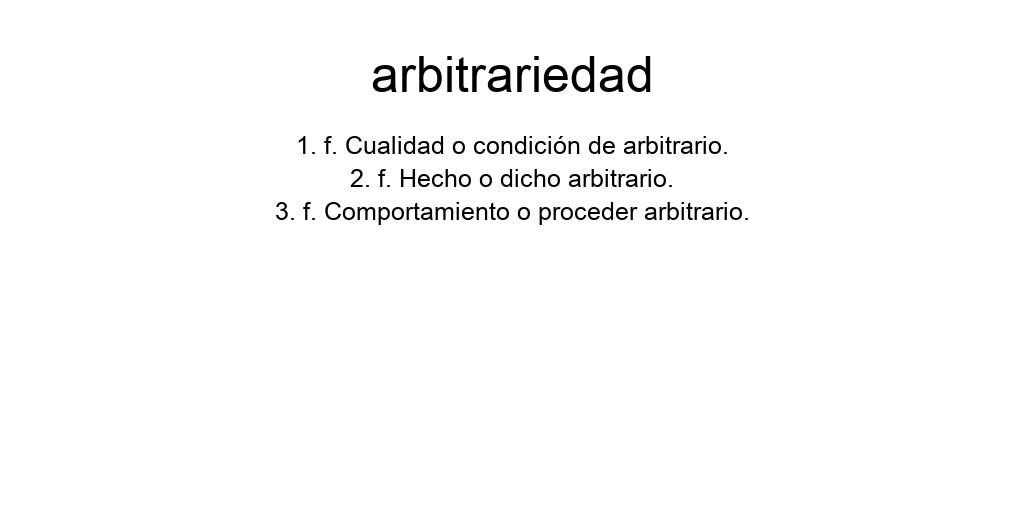 arbitrariedad
1. f. Cualidad o condición de arbitrario.
2. f. Hecho o dicho arbitrario.
3. f. Comportamiento o proceder arbitrario.